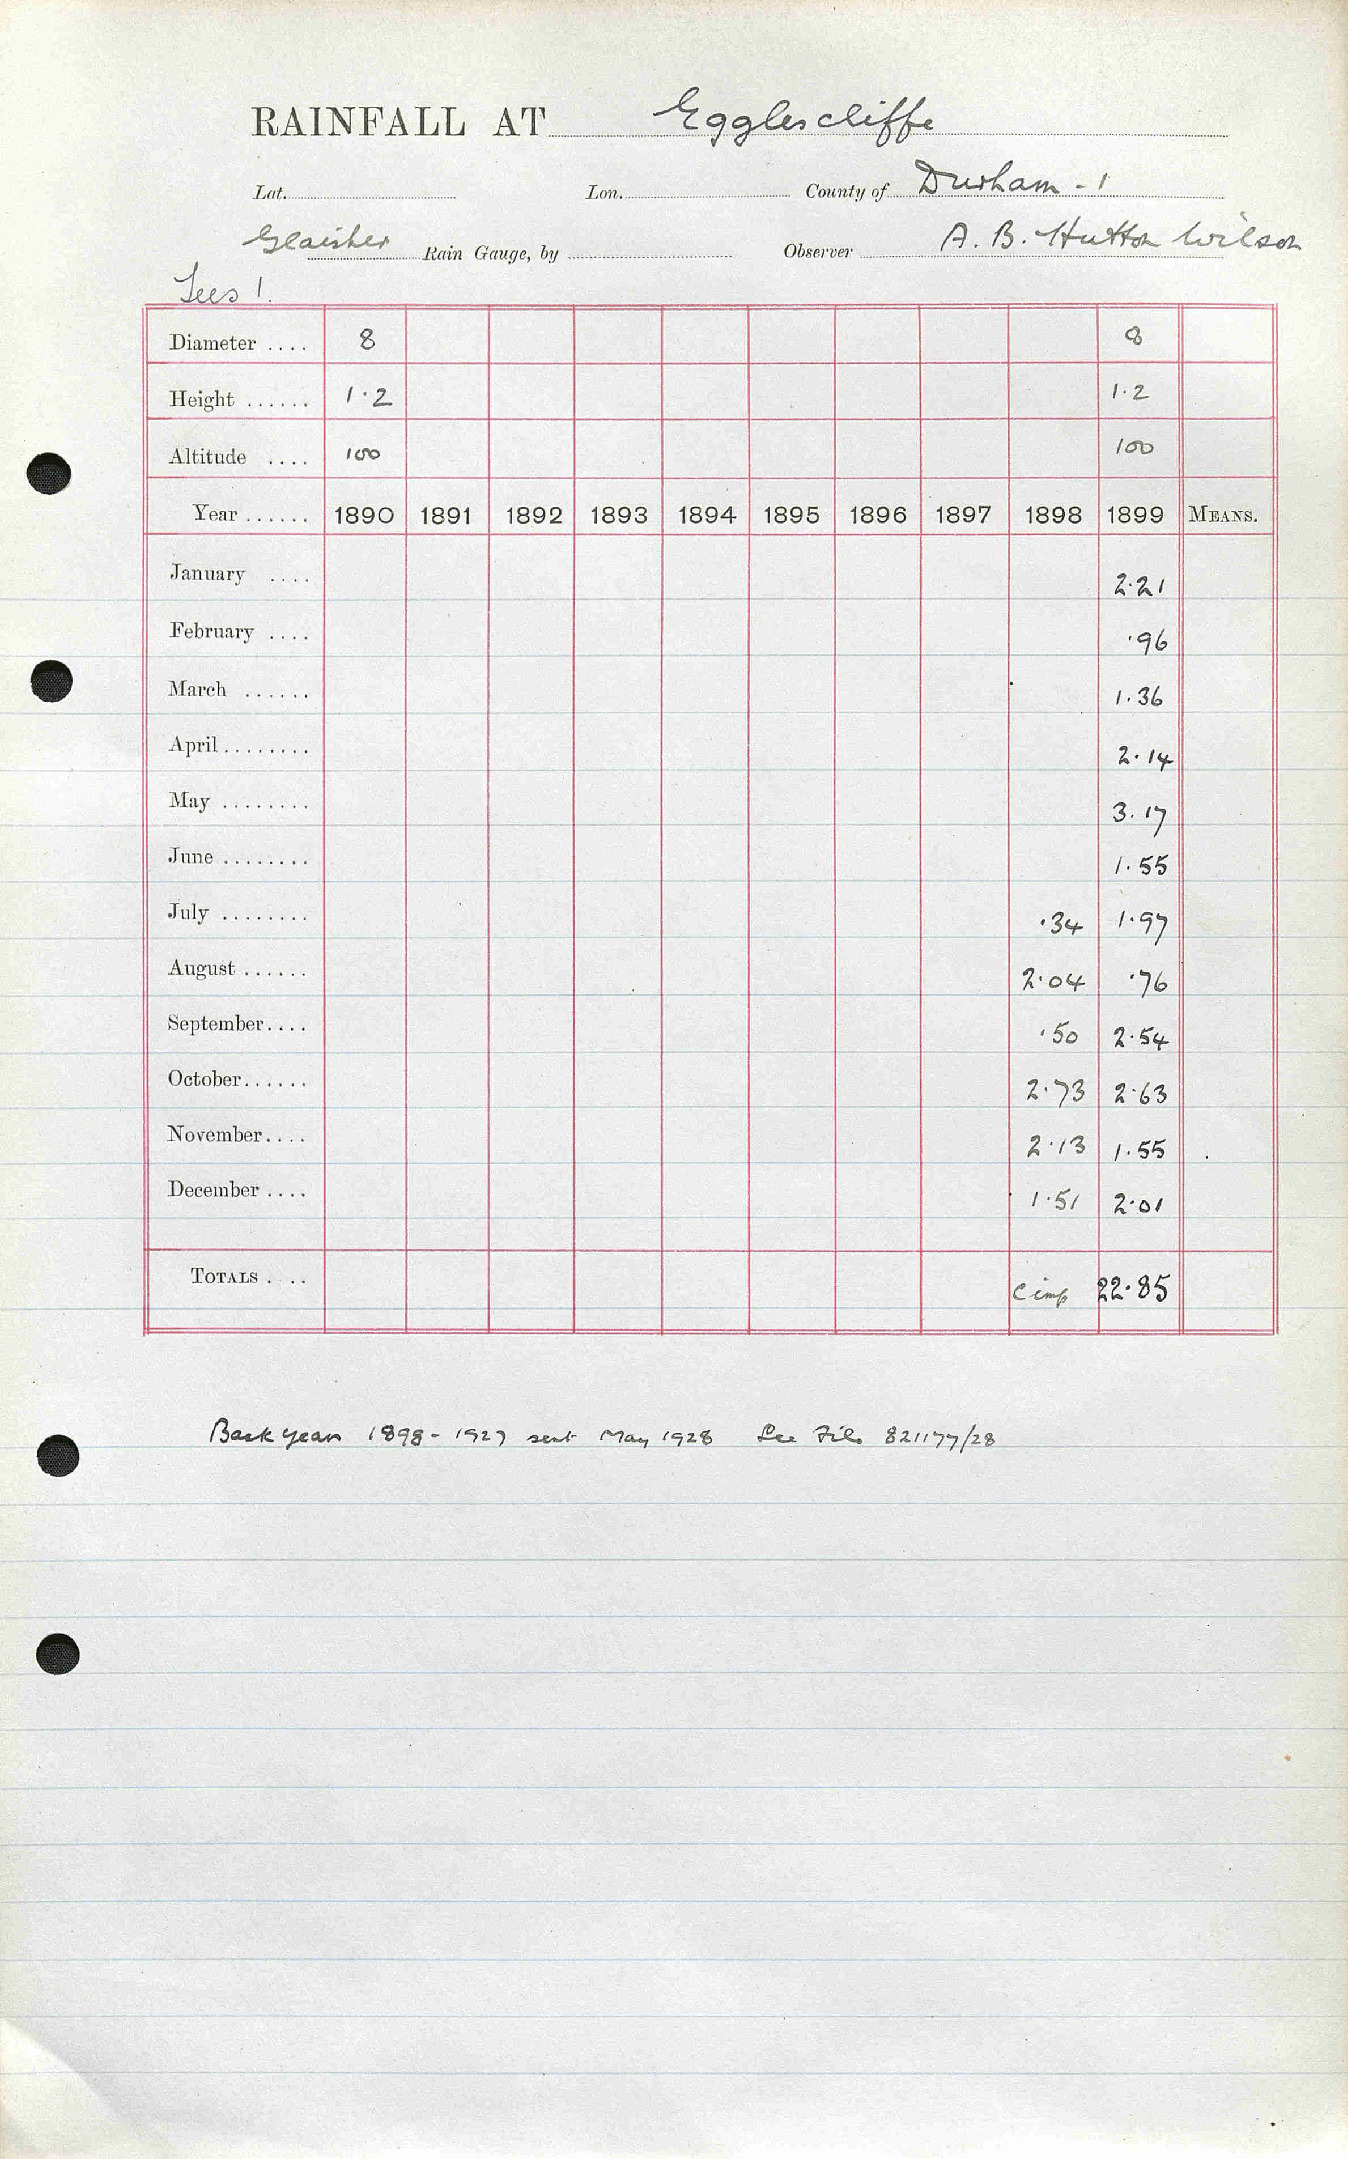 RAINFALL AT Egglescliffe
Lat. Lon. County of Durham - 1
Glaisher Rain Gauge, by Observer A. B. Hutton Wilson
Tees 1.
Diameter .... 8 8
Height ...... 1·2 1·2
Altitude .... 100 100
Year ...... 1890 1891 1892 1893 1894 1895 1896 1897 1898 1899 MEANS.
January .... 2·21
February .... ·96
March ...... 1·36
April ........ 2·14
May ........ 3·17
June ........ 1·55
July ........ ·34 1·97
August ...... 2·04 ·76
September.... ·50 2·54
October...... 2·73 2·63
November.... 2·13 1·55
December .... 1·51 2·01
TOTALS .... 22·85
Back years 1898 - 1927 sent May 1928 See File 821177/28